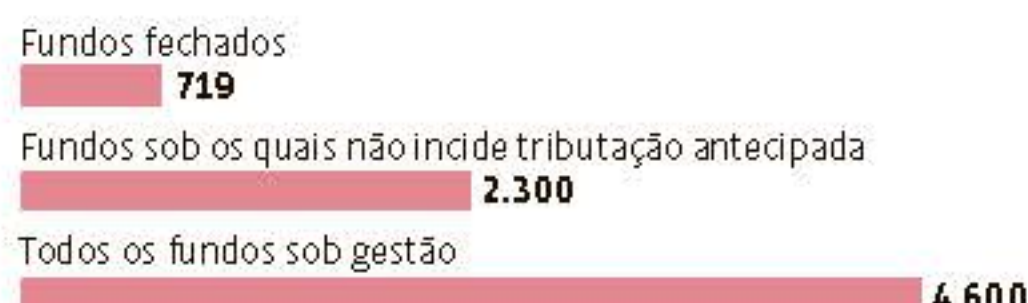 Fundos fechados
719
Fundos sob os quais não incide tributação antecipada
2.300
Todos os fundos sob gestão
4.600